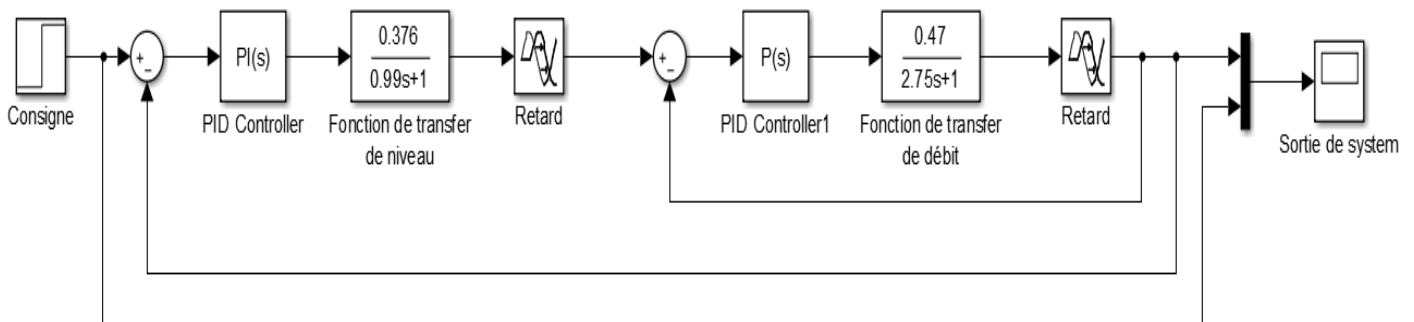 Consigne
+
−
PI(s)
PID Controller
0.376
0.99s+1
Fonction de transfer
de niveau
Retard
+
−
P(s)
PID Controller1
0.47
2.75s+1
Fonction de transfer
de débit
Retard
Sortie de system